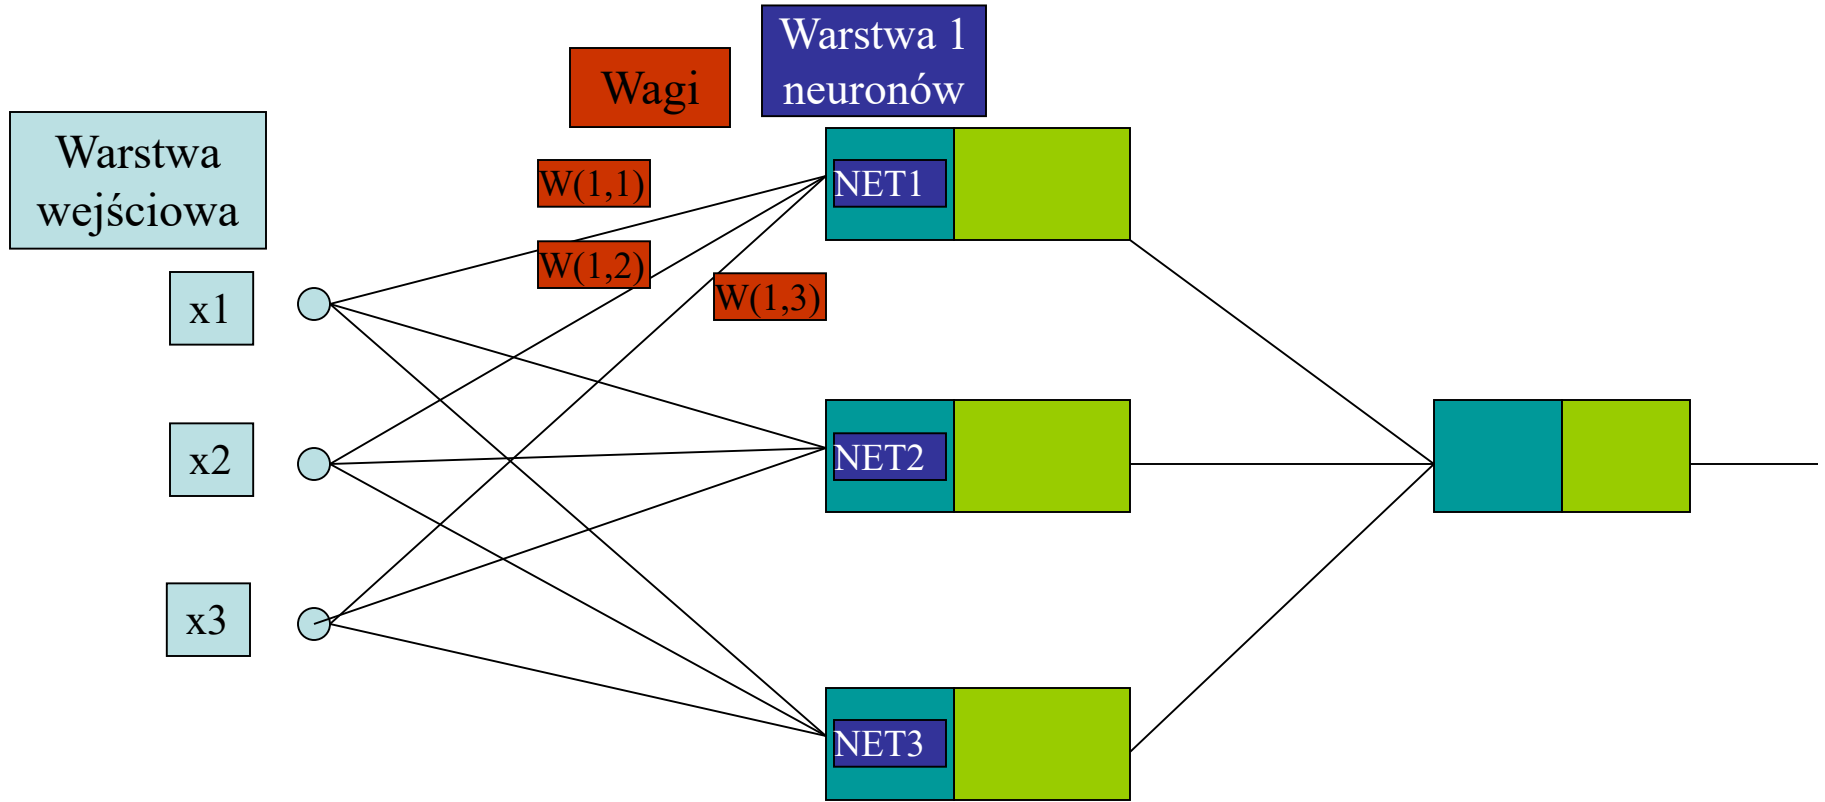 Warstwa 1
neuronów
Wagi
Warstwa
wejściowa
W(1,1)
NET1
W(1,2)
W(1,3)
x1
x2
NET2
x3
NET3